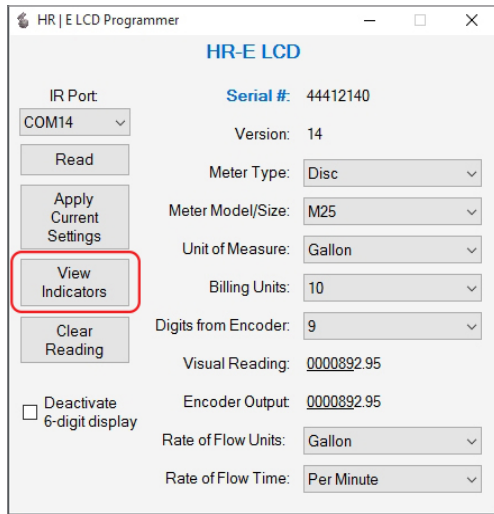 HR | E LCD Programmer
HR-E LCD
IR Port
COM14
Read
Apply
Current
Settings
View
Indicators
Clear
Reading
Deactivate
6-digit display
Serial #: 44412140
Version: 14
Meter Type: Disc
Meter Model/Size: M25
Unit of Measure: Gallon
Billing Units: 10
Digits from Encoder: 9
Visual Reading: 0000892.95
Encoder Output: 0000892.95
Rate of Flow Units: Gallon
Rate of Flow Time: Per Minute